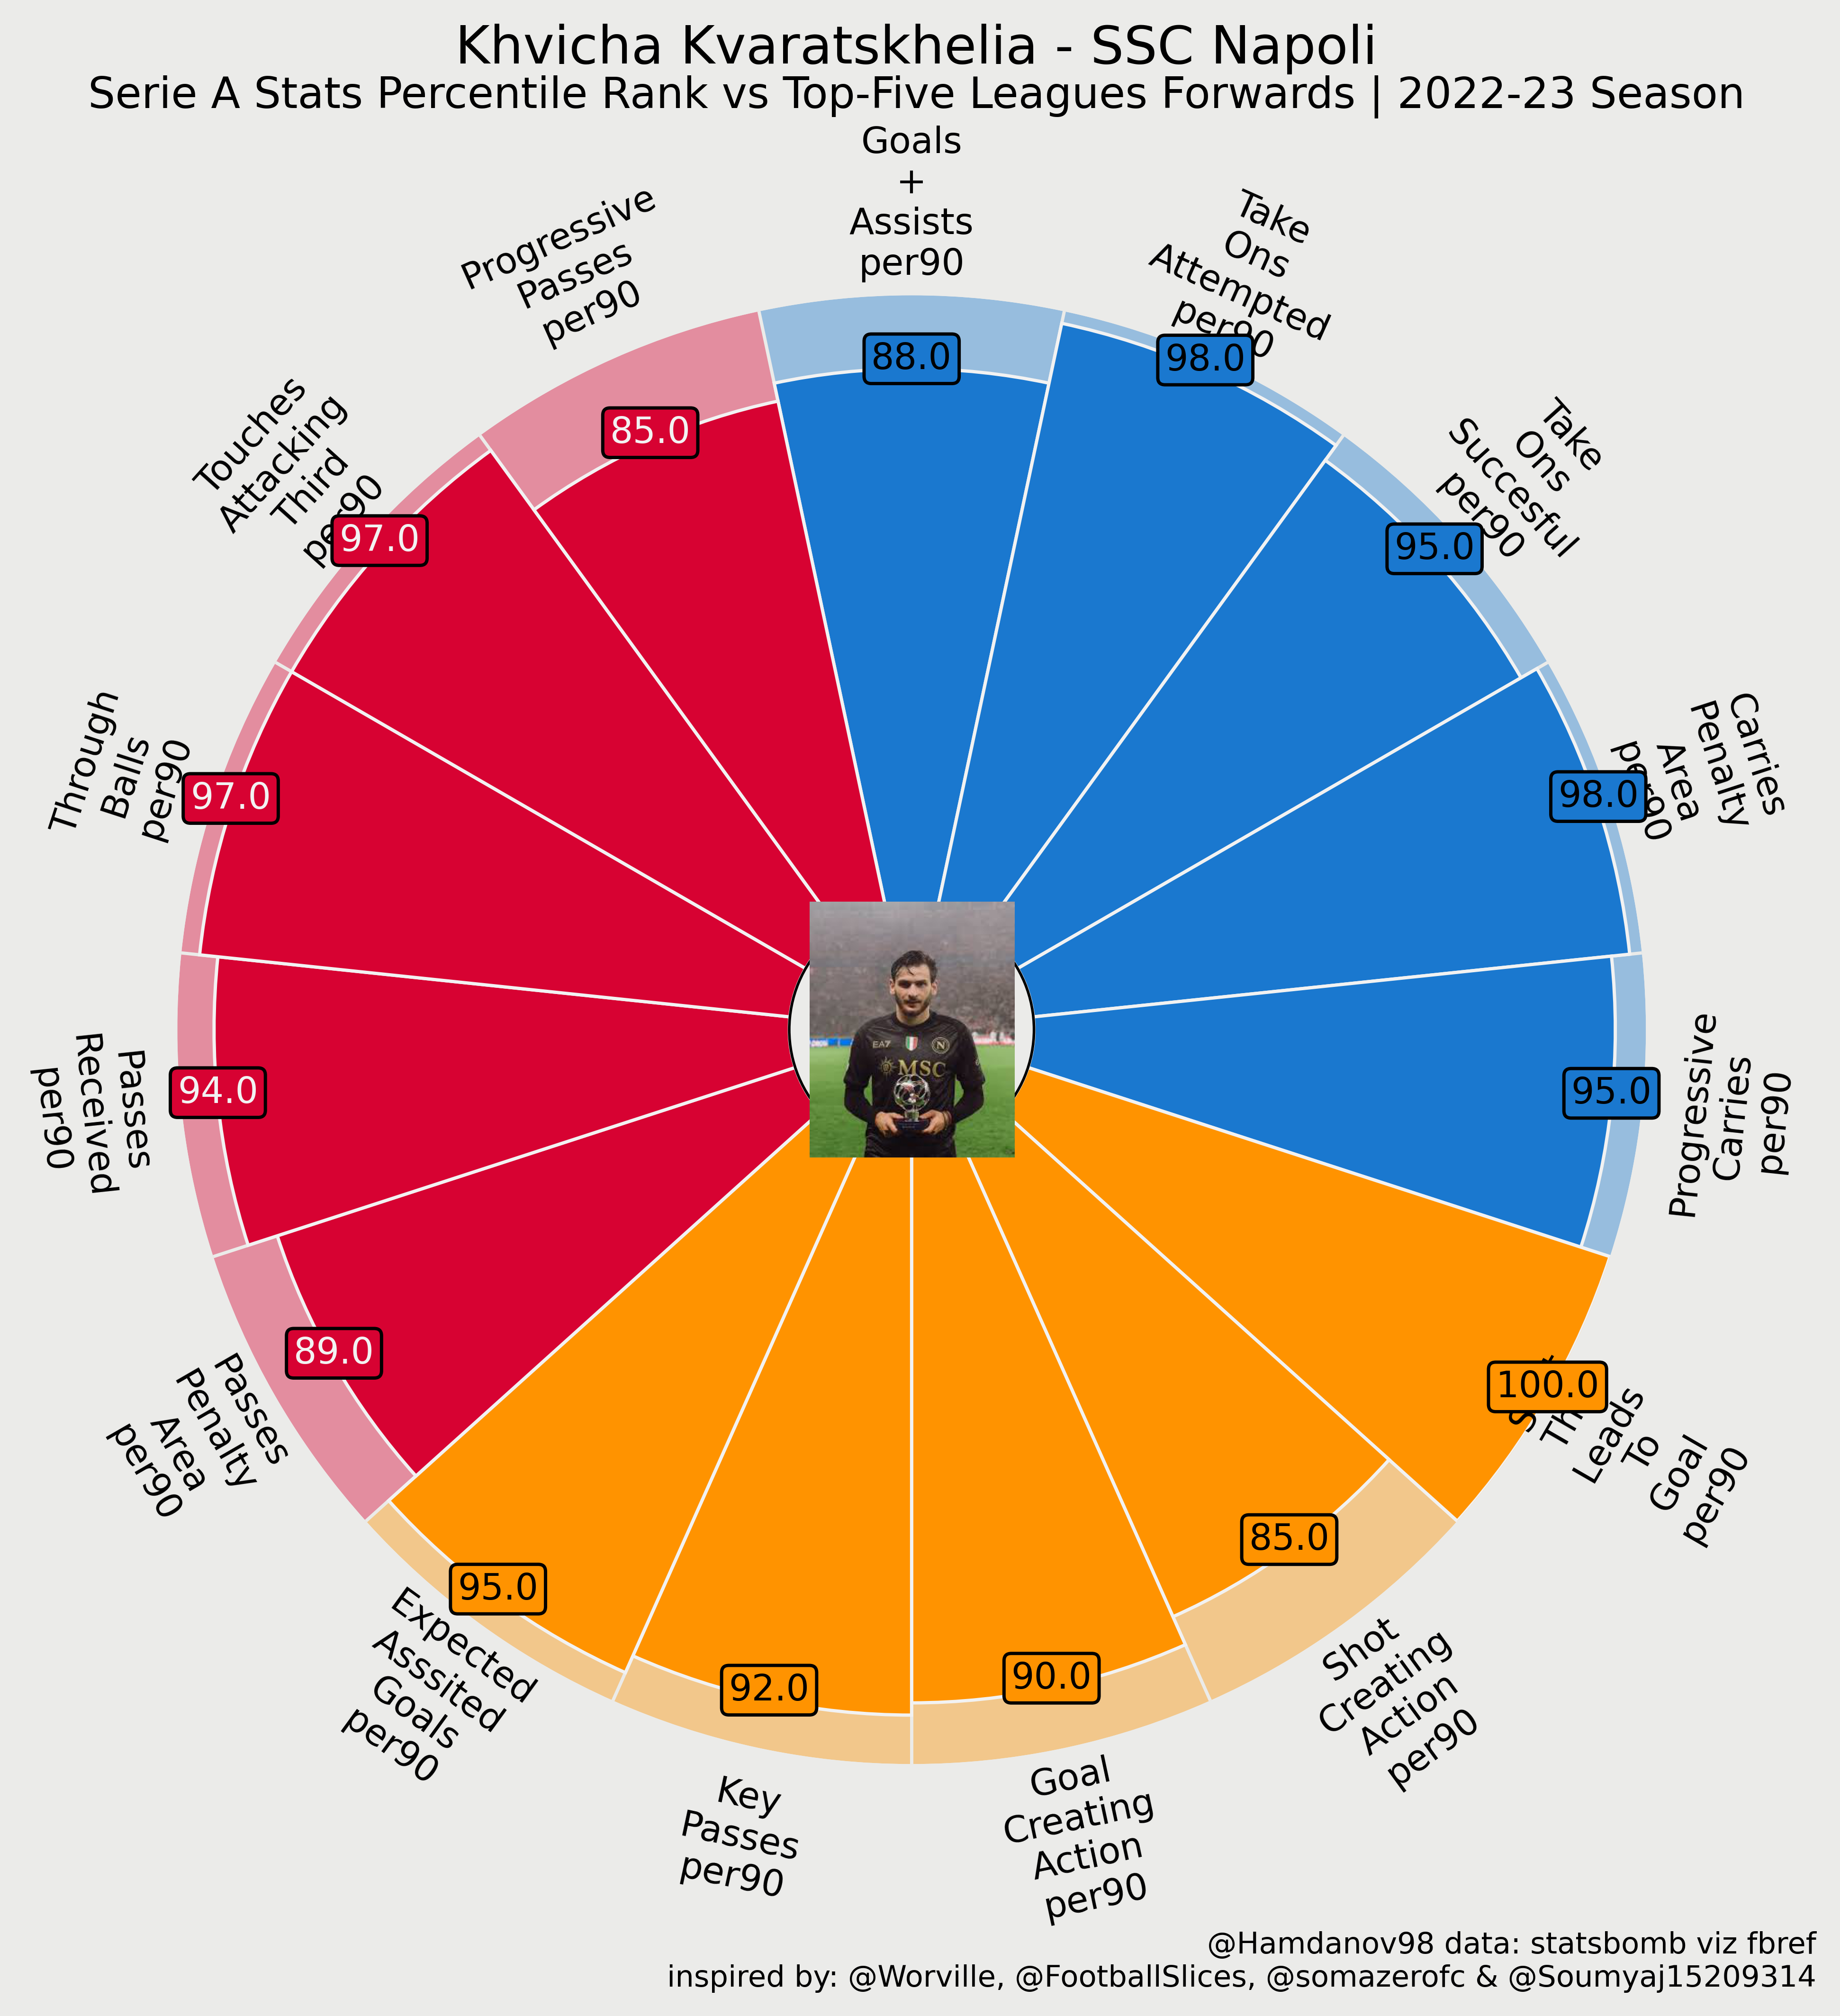 Khvicha Kvaratskhelia - SSC Napoli
Serie A Stats Percentile Rank vs Top-Five Leagues Forwards | 2022-23 Season
Goals
+
Assists
per90
88.0
Take
Ons
Attempted
per90
98.0
Take
Ons
Succesful
per90
95.0
Carries
Penalty
Area
per90
98.0
Progressive
Carries
per90
95.0
100.0
Leads
To
Goal
per90
Shot
Creating
Action
per90
85.0
Goal
Creating
Action
per90
90.0
Key
Passes
per90
92.0
Expected
Asssited
Goals
per90
95.0
Passes
Penalty
Area
per90
89.0
Passes
Received
per90
94.0
Through
Balls
per90
97.0
Touches
Attacking
Third
per90
97.0
Progressive
Passes
per90
85.0
EA7
N
MSC
@Hamdanov98 data: statsbomb viz fbref
inspired by: @Worville, @FootballSlices, @somazerofc & @Soumyaj15209314